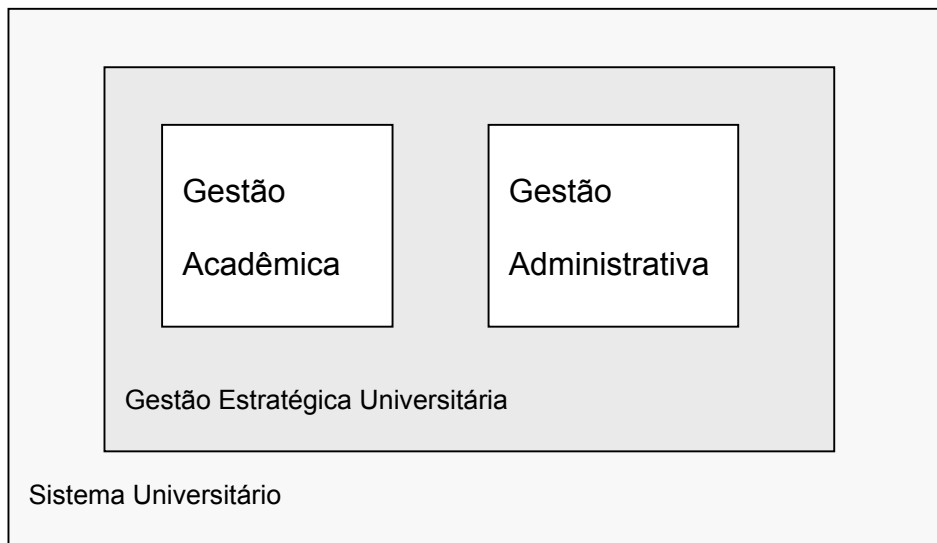 Gestão
Acadêmica
Gestão
Administrativa
Gestão Estratégica Universitária
Sistema Universitário